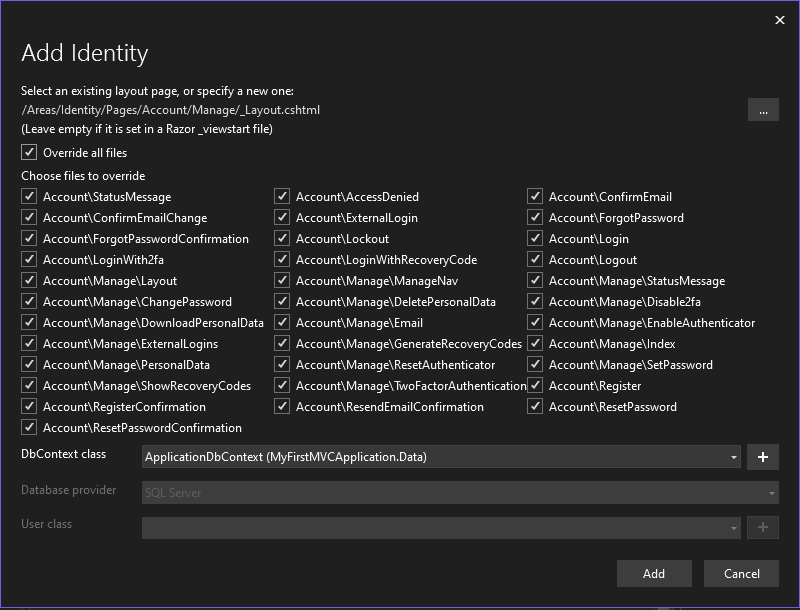 Add Identity
Select an existing layout page, or specify a new one:
/Areas/Identity/Pages/Account/Manage/_Layout.cshtml
...
(Leave empty if it is set in a Razor _viewstart file)
Override all files
Choose files to override
Account\StatusMessage Account\AccessDenied Account\ConfirmEmail
Account\ConfirmEmailChange Account\ExternalLogin Account\ForgotPassword
Account\ForgotPasswordConfirmation Account\Lockout Account\Login
Account\LoginWith2fa Account\LoginWithRecoveryCode Account\Logout
Account\Manage\Layout Account\Manage\ManageNav Account\Manage\StatusMessage
Account\Manage\ChangePassword Account\Manage\DeletePersonalData Account\Manage\Disable2fa
Account\Manage\DownloadPersonalData Account\Manage\Email Account\Manage\EnableAuthenticator
Account\Manage\ExternalLogins Account\Manage\GenerateRecoveryCodes Account\Manage\Index
Account\Manage\PersonalData Account\Manage\ResetAuthenticator Account\Manage\SetPassword
Account\Manage\ShowRecoveryCodes Account\Manage\TwoFactorAuthentication Account\Register
Account\RegisterConfirmation Account\ResendEmailConfirmation Account\ResetPassword
Account\ResetPasswordConfirmation
DbContext class ApplicationDbContext (MyFirstMVCApplication.Data) +
Database provider SQL Server
User class +
Add Cancel